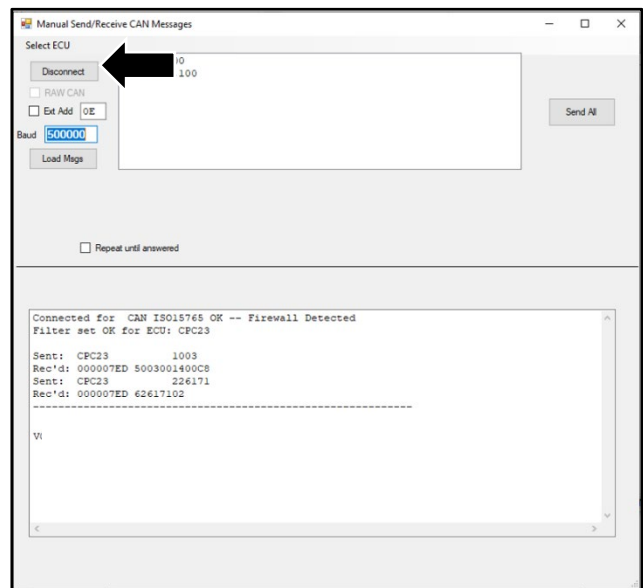 Manual Send/Receive CAN Messages
Select ECU
Disconnect
100
RAW CAN
Ext Add 0E
Send All
Baud 500000
Load Msgs
Repeat until answered
Connected for CAN ISO15765 OK -- Firewall Detected
Filter set OK for ECU: CPC23
Sent: CPC23 1003
Rec'd: 000007ED 5003001400C8
Sent: CPC23 226171
Rec'd: 000007ED 62617102
------------------------------------------------------------